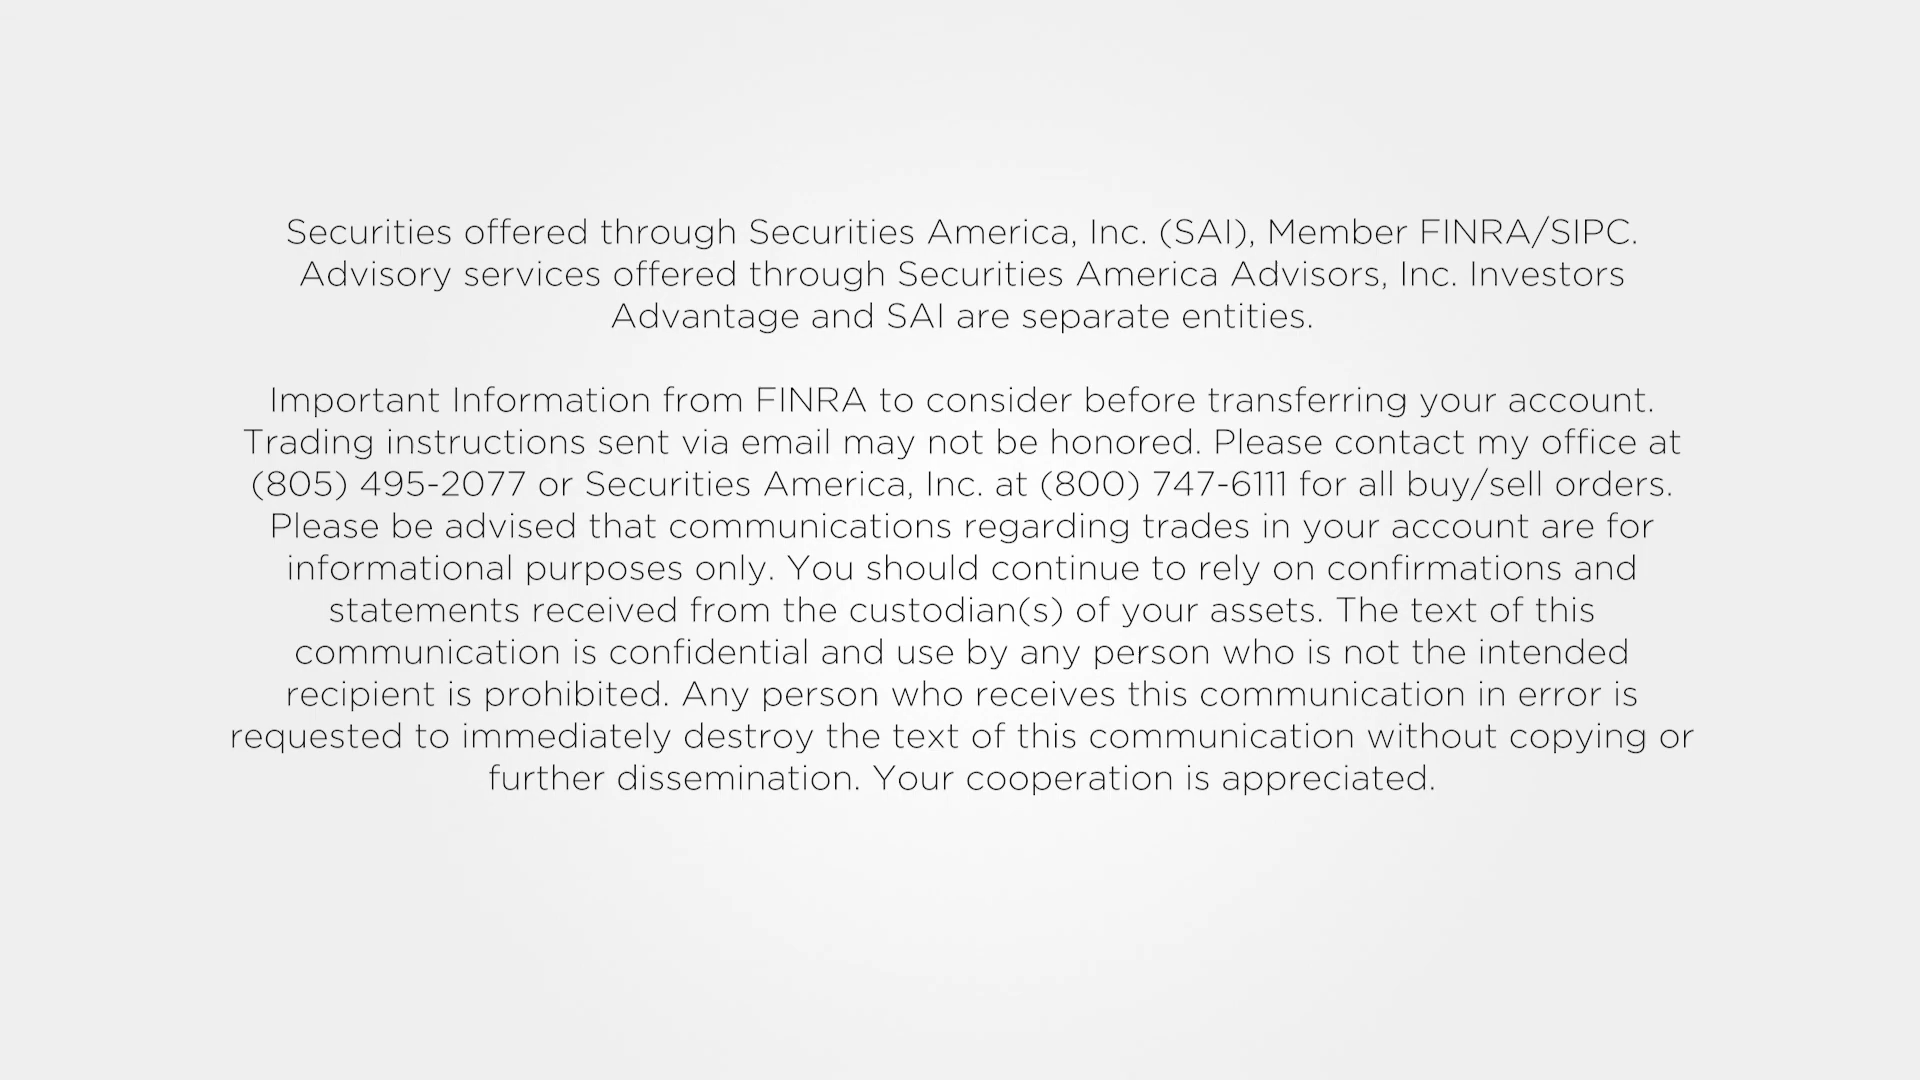 Securities offered through Securities America, Inc. (SAI), Member FINRA/SIPC.
Advisory services offered through Securities America Advisors, Inc. Investors
Advantage and SAI are separate entities.
Important Information from FINRA to consider before transferring your account.
Trading instructions sent via email may not be honored. Please contact my office at
(805) 495-2077 or Securities America, Inc. at (800) 747-6111 for all buy/sell orders.
Please be advised that communications regarding trades in your account are for
informational purposes only. You should continue to rely on confirmations and
statements received from the custodian(s) of your assets. The text of this
communication is confidential and use by any person who is not the intended
recipient is prohibited. Any person who receives this communication in error is
requested to immediately destroy the text of this communication without copying or
further dissemination. Your cooperation is appreciated.